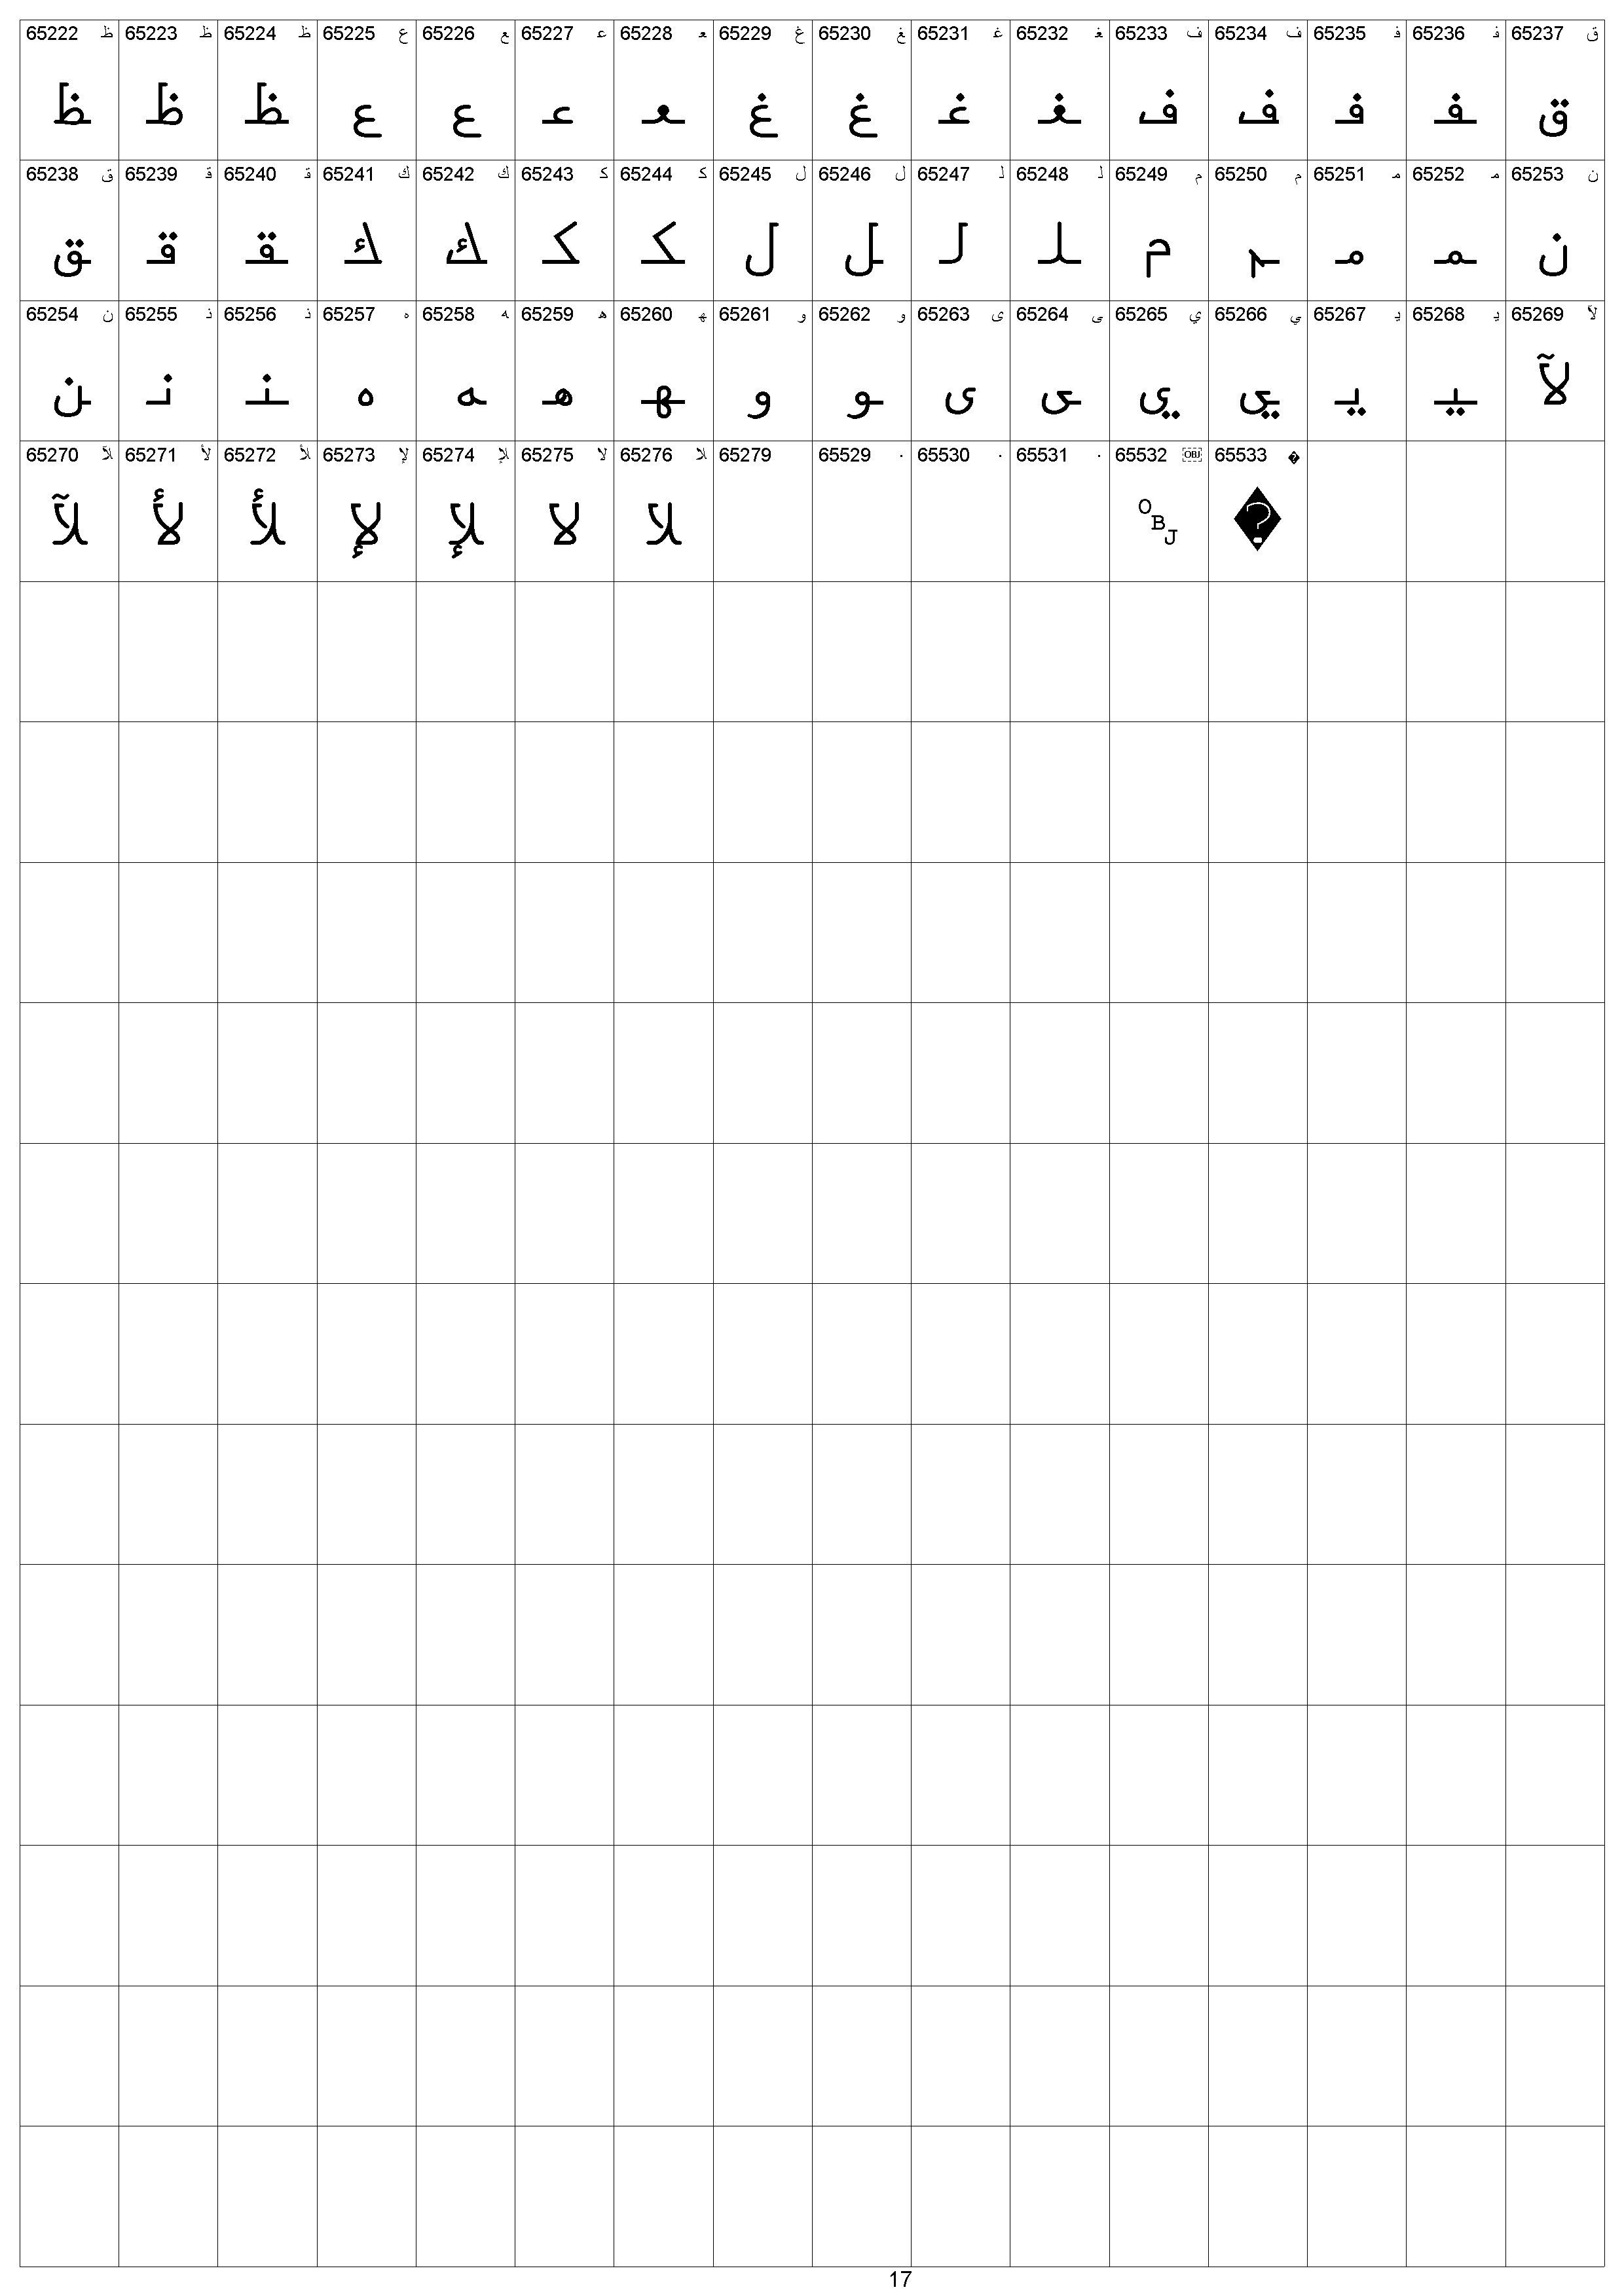 65222 ﻆ 65223 ﻇ 65224 ﻈ 65225 ﻉ 65226 ﻊ 65227 ﻋ 65228 ﻌ 65229 ﻍ 65230 ﻎ 65231 ﻏ 65232 ﻐ 65233 ﻑ 65234 ﻒ 65235 ﻓ 65236 ﻔ 65237 ﻕ
ﻆ ﻇ ﻈ ﻉ ﻊ ﻋ ﻌ ﻍ ﻎ ﻏ ﻐ ﻑ ﻒ ﻓ ﻔ ﻕ
65238 ﻖ 65239 ﻗ 65240 ﻘ 65241 ﻙ 65242 ﻚ 65243 ﻛ 65244 ﻜ 65245 ﻝ 65246 ﻞ 65247 ﻟ 65248 ﻠ 65249 ﻡ 65250 ﻢ 65251 ﻣ 65252 ﻤ 65253 ﻥ
ﻖ ﻗ ﻘ ﻙ ﻚ ﻛ ﻜ ﻝ ﻞ ﻟ ﻠ ﻡ ﻢ ﻣ ﻤ ﻥ
65254 ﻦ 65255 ﻧ 65256 ﻨ 65257 ﻩ 65258 ﻪ 65259 ﻫ 65260 ﻬ 65261 ﻭ 65262 ﻮ 65263 ﻯ 65264 ﻰ 65265 ﻱ 65266 ﻲ 65267 ﻳ 65268 ﻴ 65269 ﻵ
ﻦ ﻧ ﻨ ﻩ ﻪ ﻫ ﻬ ﻭ ﻮ ﻯ ﻰ ﻱ ﻲ ﻳ ﻴ ﻵ
65270 ﻶ 65271 ﻷ 65272 ﻸ 65273 ﻹ 65274 ﻺ 65275 ﻻ 65276 ﻼ 65279 65529 · 65530 · 65531 · 65532 OBJ 65533 �
ﻶ ﻷ ﻸ ﻹ ﻺ ﻻ ﻼ OBJ �
17